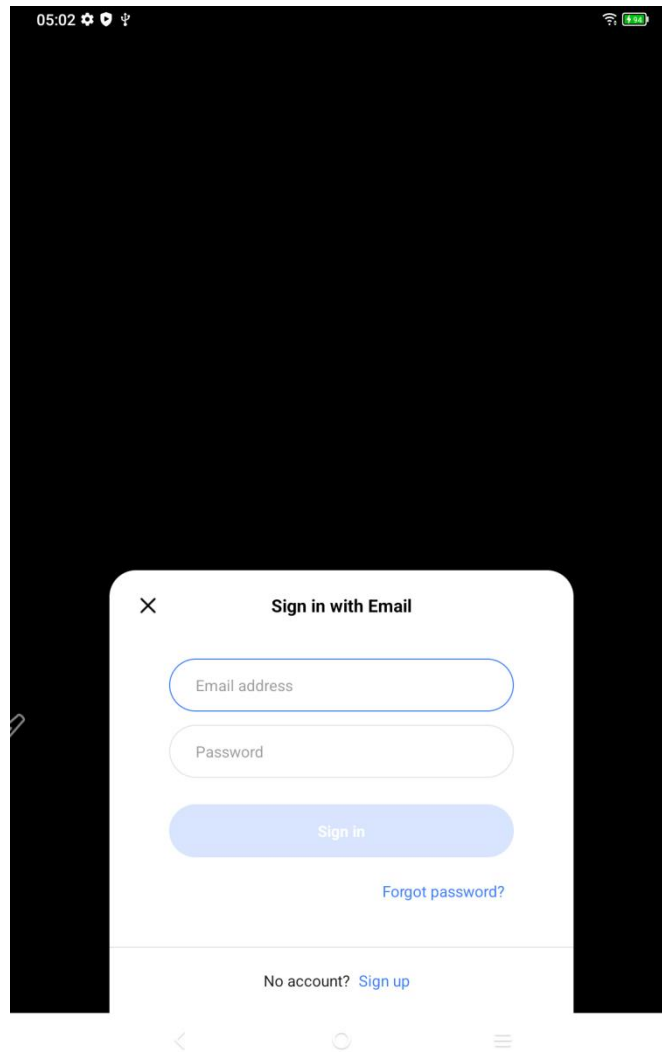 05:02
94
Sign in with Email
Email address
Password
Sign in
Forgot password?
No account? Sign up